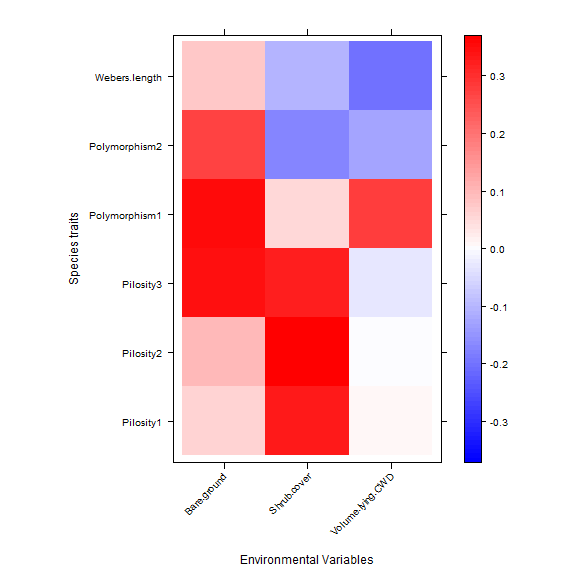 Webers.length
Polymorphism2
Polymorphism1
Pilosity3
Pilosity2
Pilosity1
Species traits
Bare.ground
Shrub.cover
Volume.lying.CWD
Environmental Variables
0.3
0.2
0.1
0.0
-0.1
-0.2
-0.3